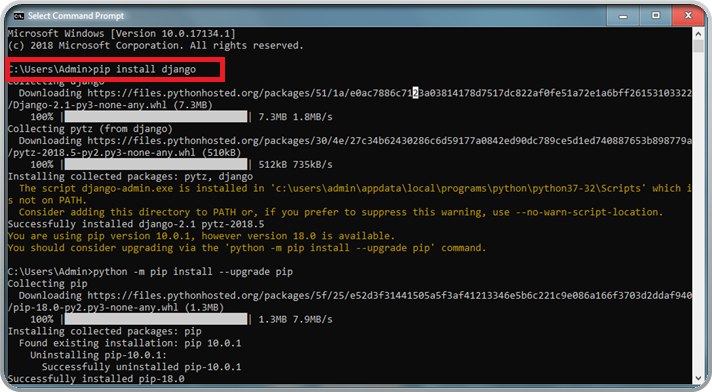 Select Command Prompt
Microsoft Windows [Version 10.0.17134.1]
(c) 2018 Microsoft Corporation. All rights reserved.
C:\Users\Admin>pip install django
Collecting django
Downloading https://files.pythonhosted.org/packages/51/1a/e0ac7886c7123a03814178d7517dc822af0fe51a72e1a6bff26153103322
/Django-2.1-py3-none-any.whl (7.3MB)
100% |████████████████████████████████| 7.3MB 1.8MB/s
Collecting pytz (from django)
Downloading https://files.pythonhosted.org/packages/30/4e/27c34b62430286c6d59177a0842ed90dc789ce5d1ed740887653b898779a
/pytz-2018.5-py2.py3-none-any.whl (510kB)
100% |████████████████████████████████| 512kB 735kB/s
Installing collected packages: pytz, django
The script django-admin.exe is installed in 'c:\users\admin\appdata\local\programs\python\python37-32\Scripts' which i
s not on PATH.
Consider adding this directory to PATH or, if you prefer to suppress this warning, use --no-warn-script-location.
Successfully installed django-2.1 pytz-2018.5
You are using pip version 10.0.1, however version 18.0 is available.
You should consider upgrading via the 'python -m pip install --upgrade pip' command.
C:\Users\Admin>python -m pip install --upgrade pip
Collecting pip
Downloading https://files.pythonhosted.org/packages/5f/25/e52d3f31441505a5f3af41213346e5b6c221c9e086a166f3703d2ddaf940
/pip-18.0-py2.py3-none-any.whl (1.3MB)
100% |████████████████████████████████| 1.3MB 7.9MB/s
Installing collected packages: pip
Found existing installation: pip 10.0.1
Uninstalling pip-10.0.1:
Successfully uninstalled pip-10.0.1
Successfully installed pip-18.0